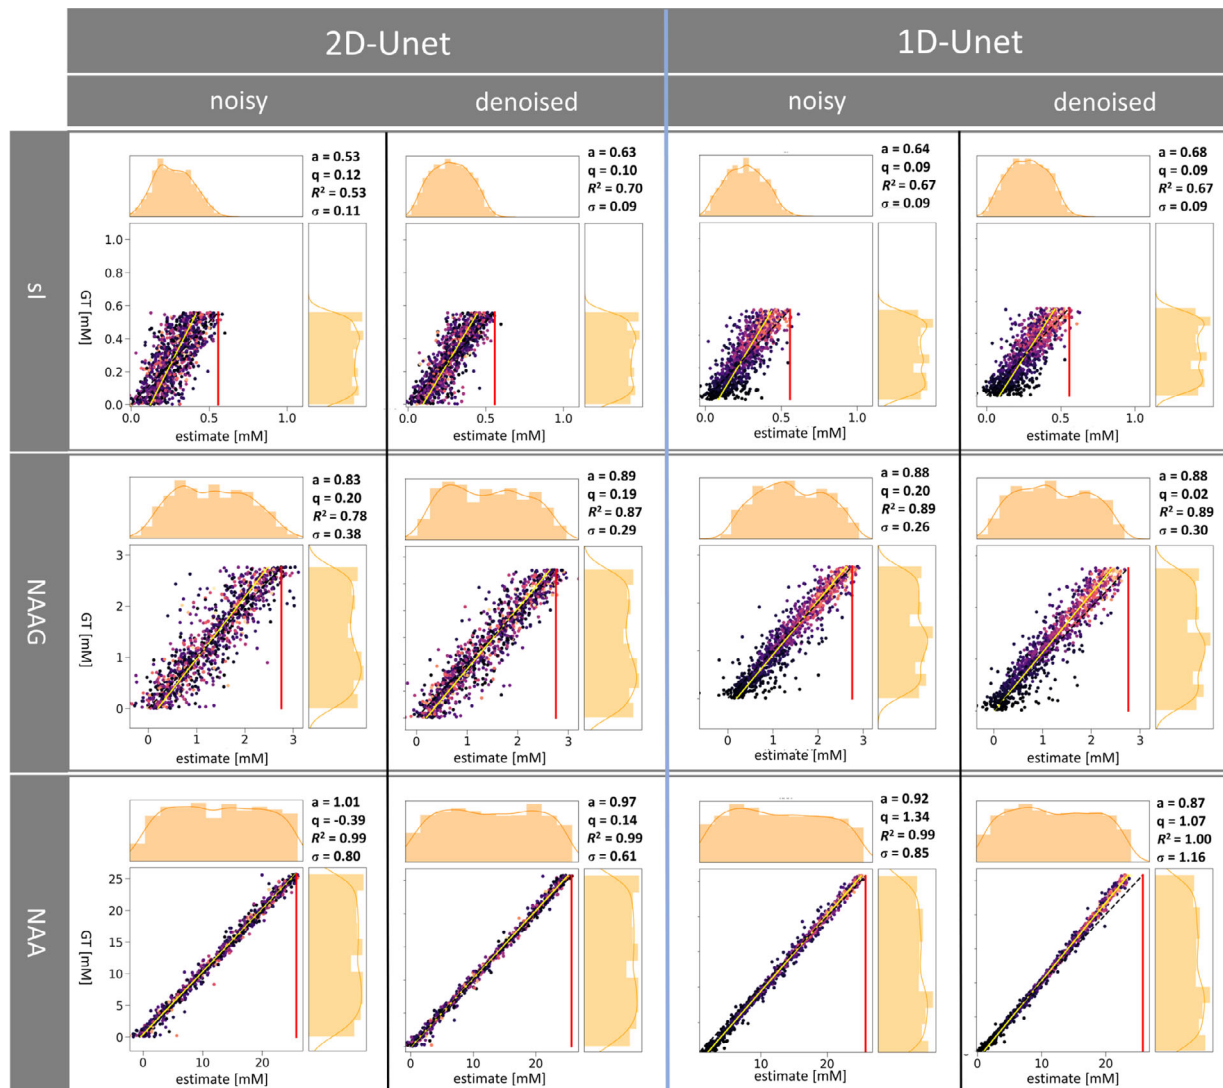 2D-Unet
1D-Unet
noisy
denoised
noisy
denoised
sI
a = 0.53
q = 0.12
R² = 0.53
σ = 0.11
GT [mM]
1.0
0.8
0.6
0.4
0.2
0.0
0.0 0.5 1.0
estimate [mM]
a = 0.63
q = 0.10
R² = 0.70
σ = 0.09
0.0 0.5 1.0
estimate [mM]
a = 0.64
q = 0.09
R² = 0.67
σ = 0.09
0.0 0.5 1.0
estimate [mM]
a = 0.68
q = 0.09
R² = 0.67
σ = 0.09
0.0 0.5 1.0
estimate [mM]
NAAG
a = 0.83
q = 0.20
R² = 0.78
σ = 0.38
GT [mM]
3
2
1
0
0 1 2 3
estimate [mM]
a = 0.89
q = 0.19
R² = 0.87
σ = 0.29
0 1 2 3
estimate [mM]
a = 0.88
q = 0.20
R² = 0.89
σ = 0.26
0 1 2 3
estimate [mM]
a = 0.88
q = 0.02
R² = 0.89
σ = 0.30
0 1 2 3
estimate [mM]
NAA
a = 1.01
q = -0.39
R² = 0.99
σ = 0.80
GT [mM]
25
20
15
10
5
0
0 10 20
estimate [mM]
a = 0.97
q = 0.14
R² = 0.99
σ = 0.61
0 10 20
estimate [mM]
a = 0.92
q = 1.34
R² = 0.99
σ = 0.85
0 10 20
estimate [mM]
a = 0.87
q = 1.07
R² = 1.00
σ = 1.16
0 10 20
estimate [mM]